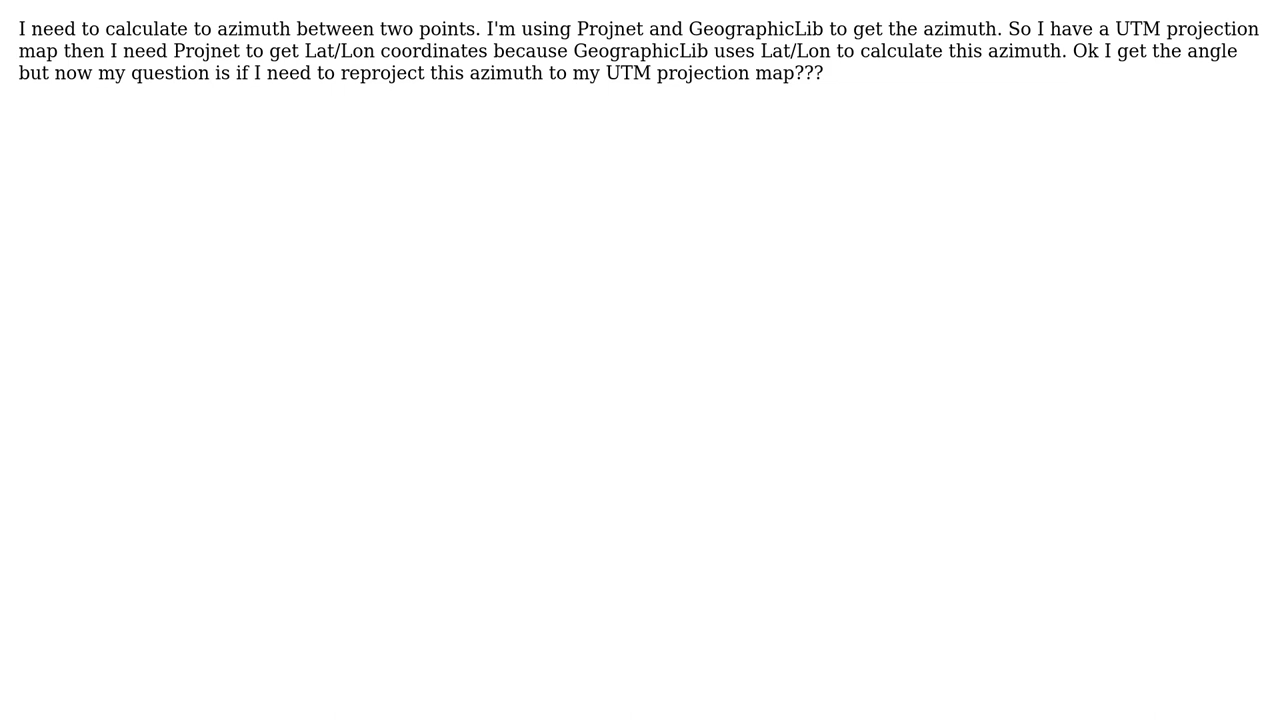 I need to calculate to azimuth between two points. I'm using Projnet and GeographicLib to get the azimuth. So I have a UTM projection
map then I need Projnet to get Lat/Lon coordinates because GeographicLib uses Lat/Lon to calculate this azimuth. Ok I get the angle
but now my question is if I need to reproject this azimuth to my UTM projection map???